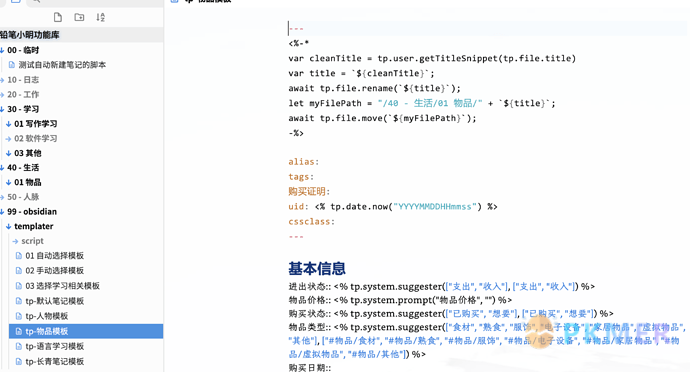 铅笔小明功能库
00 - 临时
测试自动新建笔记的脚本
10 - 日志
20 - 工作
30 - 学习
01 写作学习
02 软件学习
03 其他
40 - 生活
01 物品
50 - 人脉
99 - obsidian
templater
script
01 自动选择模板
02 手动选择模板
03 选择学习相关模板
tp-默认笔记模板
tp-人物模板
tp-物品模板
tp-语言学习模板
tp-长青笔记模板
tp-物品模板
---
<%-*
var cleanTitle = tp.user.getTitleSnippet(tp.file.title)
var title = `${cleanTitle}`;
await tp.file.rename(`${title}`);
let myFilePath = "/40 - 生活/01 物品/" + `${title}`;
await tp.file.move(`${myFilePath}`);
-%>
alias:
tags:
购买证明:
uid: <% tp.date.now("YYYYMMDDHHmmss") %>
cssclass:
---
基本信息
进出状态:: <% tp.system.suggester(["支出", "收入"], ["支出", "收入"]) %>
物品价格:: <% tp.system.prompt("物品价格", "") %>
购买状态:: <% tp.system.suggester(["已购买", "想要"], ["已购买", "想要"]) %>
物品类型:: <% tp.system.suggester(["食材", "熟食", "服饰", "电子设备", "家居物品", "虚拟物品",
"其他"], ["#物品/食材", "#物品/熟食", "#物品/服饰", "#物品/电子设备", "#物品/家居物品", "#物
品/虚拟物品", "#物品/其他"]) %>
购买日期::
PKMER